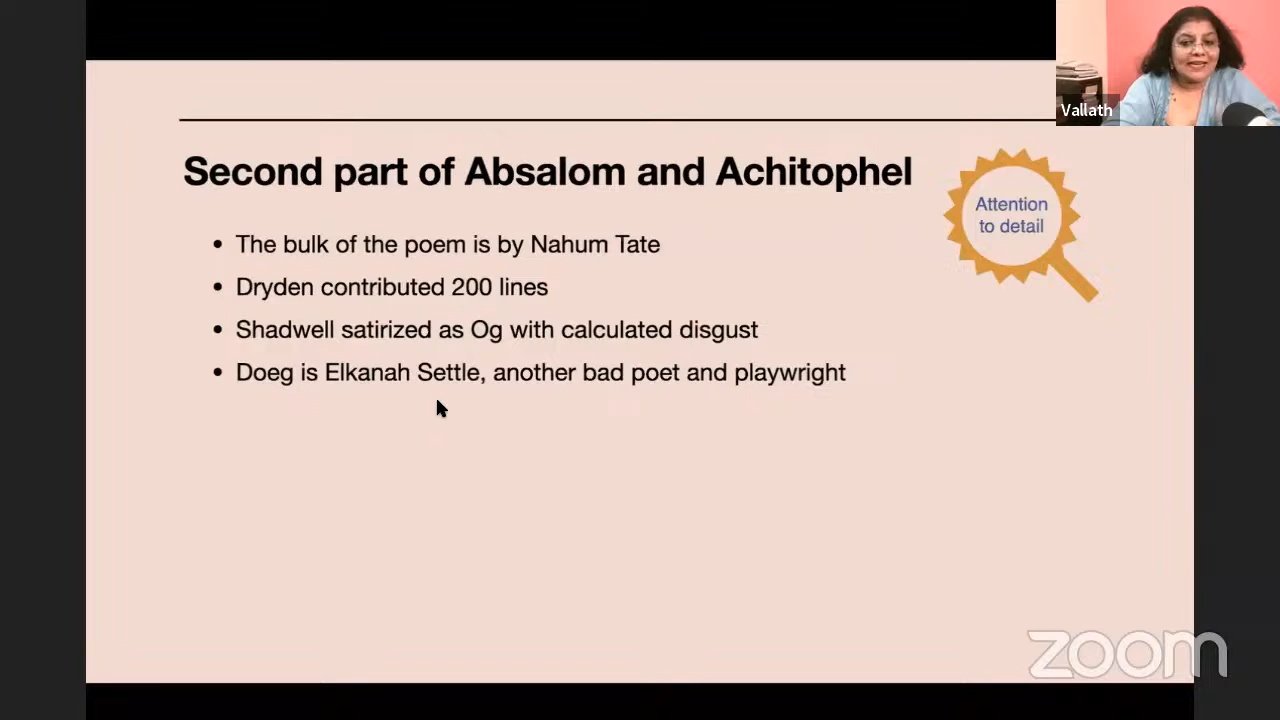 Vallath
Second part of Absalom and Achitophel
Attention
to detail
• The bulk of the poem is by Nahum Tate
• Dryden contributed 200 lines
• Shadwell satirized as Og with calculated disgust
• Doeg is Elkanah Settle, another bad poet and playwright
zoom